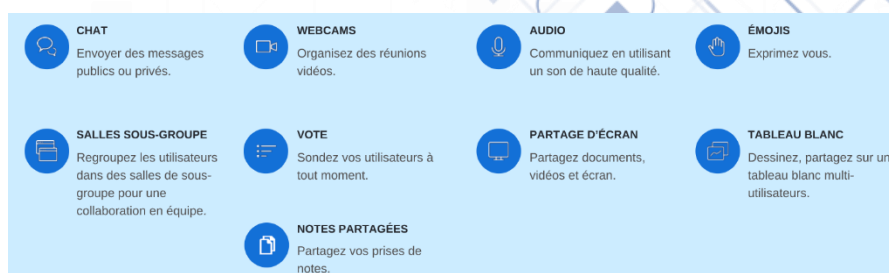 CHAT
Envoyer des messages
publics ou privés.
WEBCAMS
Organisez des réunions
vidéos.
AUDIO
Communiquez en utilisant
un son de haute qualité.
ÉMOJIS
Exprimez vous.
SALLES SOUS-GROUPE
Regroupez les utilisateurs
dans des salles de sous-
groupe pour une
collaboration en équipe.
VOTE
Sondez vos utilisateurs à
tout moment.
PARTAGE D'ÉCRAN
Partagez documents,
vidéos et écran.
TABLEAU BLANC
Dessinez, partagez sur un
tableau blanc multi-
utilisateurs.
NOTES PARTAGÉES
Partagez vos prises de
notes.